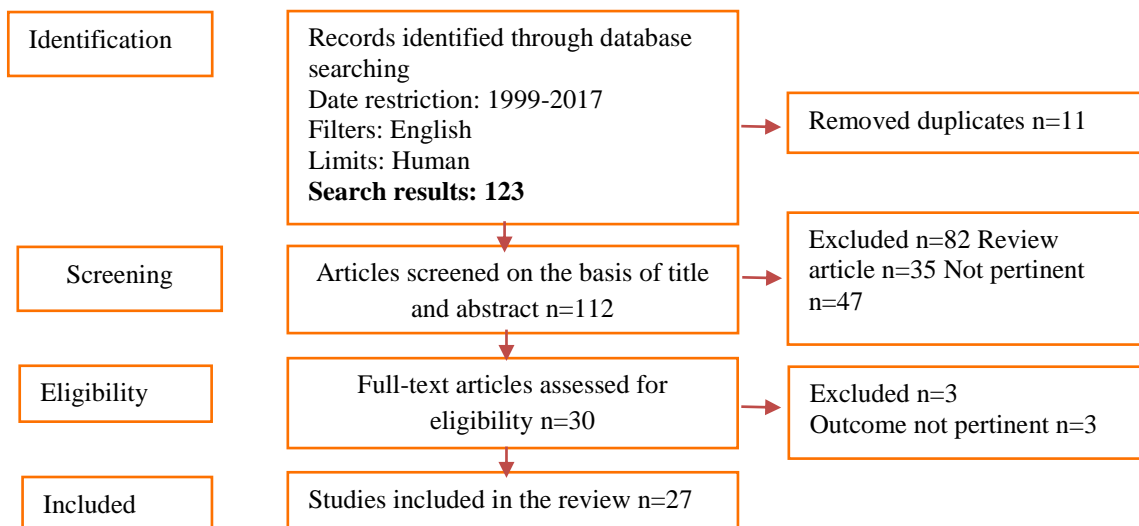 Identification
Records identified through database
searching
Date restriction: 1999-2017
Filters: English
Limits: Human
Search results: 123
Removed duplicates n=11
Screening
Articles screened on the basis of title
and abstract n=112
Excluded n=82 Review
article n=35 Not pertinent
n=47
Eligibility
Full-text articles assessed for
eligibility n=30
Excluded n=3
Outcome not pertinent n=3
Included
Studies included in the review n=27